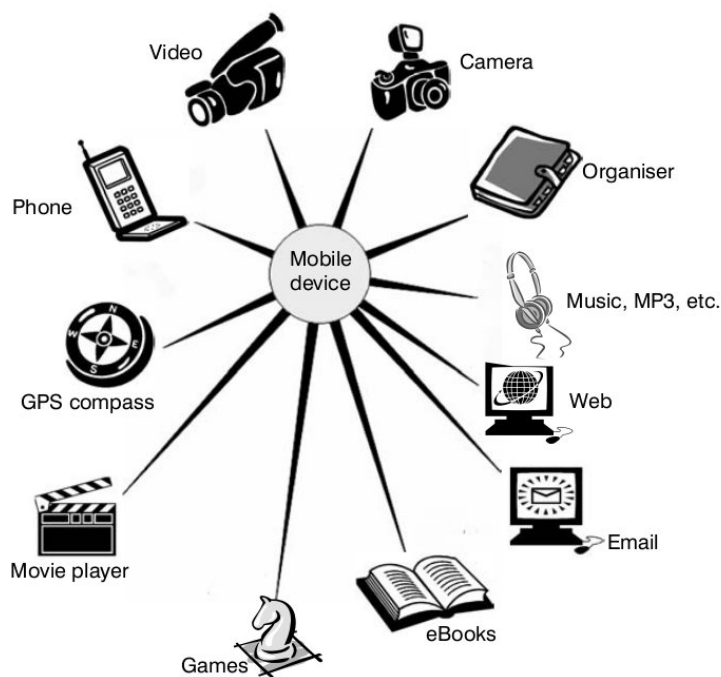 Video
Camera
Organiser
Phone
Mobile
device
Music, MP3, etc.
N
W
E
S
GPS compass
Web
Email
Movie player
eBooks
Games